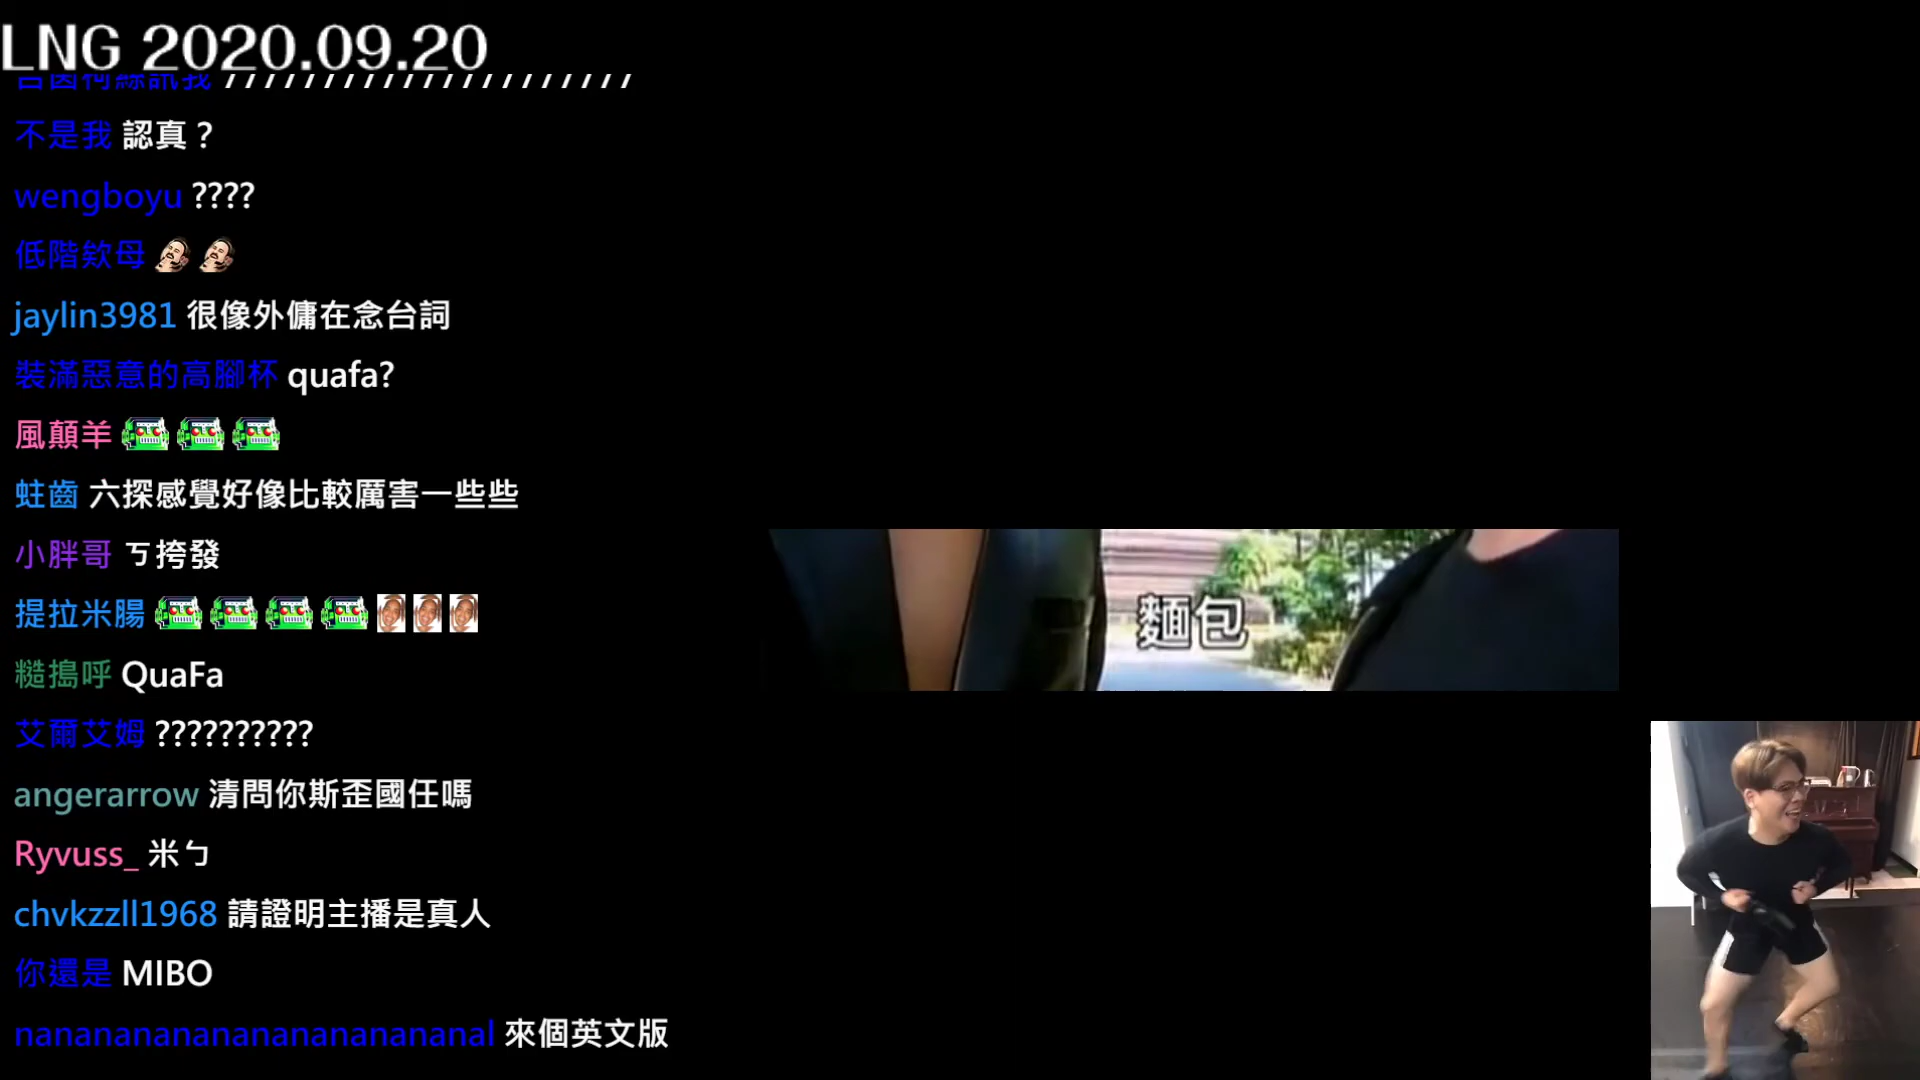 LNG 2020.09.20
不是我 認真？
wengboyu ????
低階欸母
jaylin3981 很像外傭在念台詞
裝滿惡意的高腳杯 quafa?
風顛羊
蛀齒 六探感覺好像比較厲害一些些
小胖哥 ㄎ挎發
提拉米腸
糙搗呼 QuaFa
艾爾艾姆 ??????????
angerarrow 清問你斯歪國任嗎
Ryvuss_ 米ㄅ
chvkzzll1968 請證明主播是真人
你還是 MIBO
nanananananananananananal 來個英文版
麵包